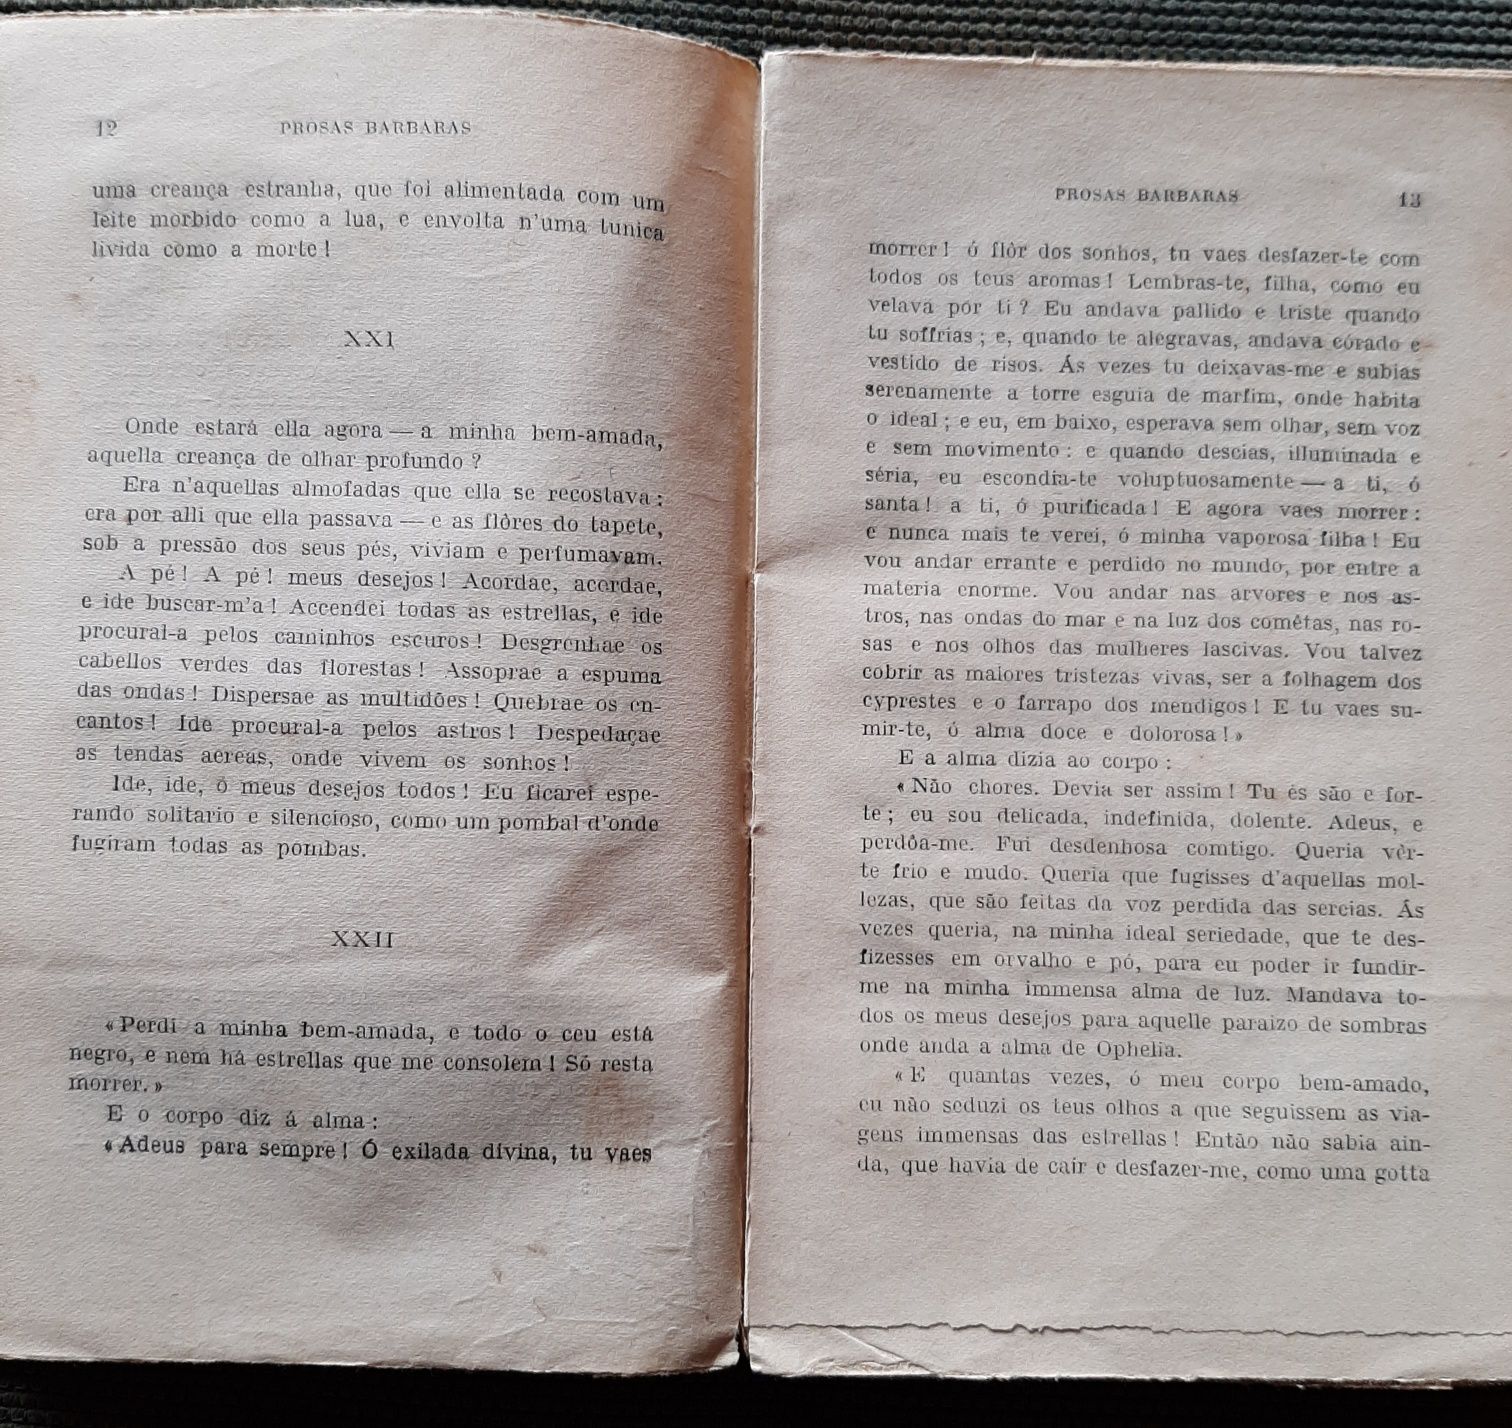 12
PROSAS BARBARAS
uma creança estranha, que foi alimentada com um
leite morbido como a lua, e envolta n'uma tunica
livida como a morte!
XXI
Onde estará ella agora — a minha bem-amada,
aquella creança de olhar profundo?
Era n'aquellas almofadas que ella se recostava:
era por alli que ella passava — e as flôres do tapete,
sob a pressão dos seus pés, viviam e perfumavam.
A pé! A pé! meus desejos! Acordae, acordae,
e ide buscar-m'a! Accendei todas as estrellas, e ide
procural-a pelos caminhos escuros! Desgrenhae os
cabellos verdes das florestas! Assoprae a espuma
das ondas! Dispersae as multidões! Quebrae os en-
cantos! Ide procural-a pelos astros! Despedaçae
as tendas aereas, onde vivem os sonhos!
Ide, ide, ó meus desejos todos! Eu ficarei espe-
rando solitario e silencioso, como um pombal d'onde
fugiram todas as pombas.
XXII
«Perdi a minha bem-amada, e todo o ceu está
negro, e nem há estrellas que me consolem! Só resta
morrer.»
E o corpo diz á alma:
«Adeus para sempre! Ó exilada divina, tu vaes
PROSAS BARBARAS
13
morrer! ó flôr dos sonhos, tu vaes desfazer-te com
todos os teus aromas! Lembras-te, filha, como eu
velava por ti? Eu andava pallido e triste quando
tu soffrias; e, quando te alegravas, andava córado e
vestido de risos. Ás vezes tu deixavas-me e subias
serenamente a torre esguia de marfim, onde habita
o ideal; e eu, em baixo, esperava sem olhar, sem voz
e sem movimento: e quando descias, illuminada e
séria, eu escondia-te voluptuosamente — a ti, ó
santa! a ti, ó purificada! E agora vaes morrer:
e nunca mais te verei, ó minha vaporosa filha! Eu
vou andar errante e perdido no mundo, por entre a
materia enorme. Vou andar nas arvores e nos as-
tros, nas ondas do mar e na luz dos comêtas, nas ro-
sas e nos olhos das mulheres lascivas. Vou talvez
cobrir as maiores tristezas vivas, ser a folhagem dos
cyprestes e o farrapo dos mendigos! E tu vaes su-
mir-te, ó alma doce e dolorosa!»
E a alma dizia ao corpo:
«Não chores. Devia ser assim! Tu és são e for-
te; eu sou delicada, indefinida, dolente. Adeus, e
perdôa-me. Fui desdenhosa comtigo. Queria vêr-
te frio e mudo. Queria que fugisses d'aquellas mol-
lezas, que são feitas da voz perdida das sereias. Ás
vezes queria, na minha ideal seriedade, que te des-
fizesses em orvalho e pó, para eu poder ir fundir-
me na minha immensa alma de luz. Mandava to-
dos os meus desejos para aquelle paraizo de sombras
onde anda a alma de Ophelia.
«E quantas vezes, ó meu corpo bem-amado,
eu não seduzi os teus olhos a que seguissem as via-
gens immensas das estrellas! Então não sabia ain-
da, que havia de cair e desfazer-me, como uma gotta